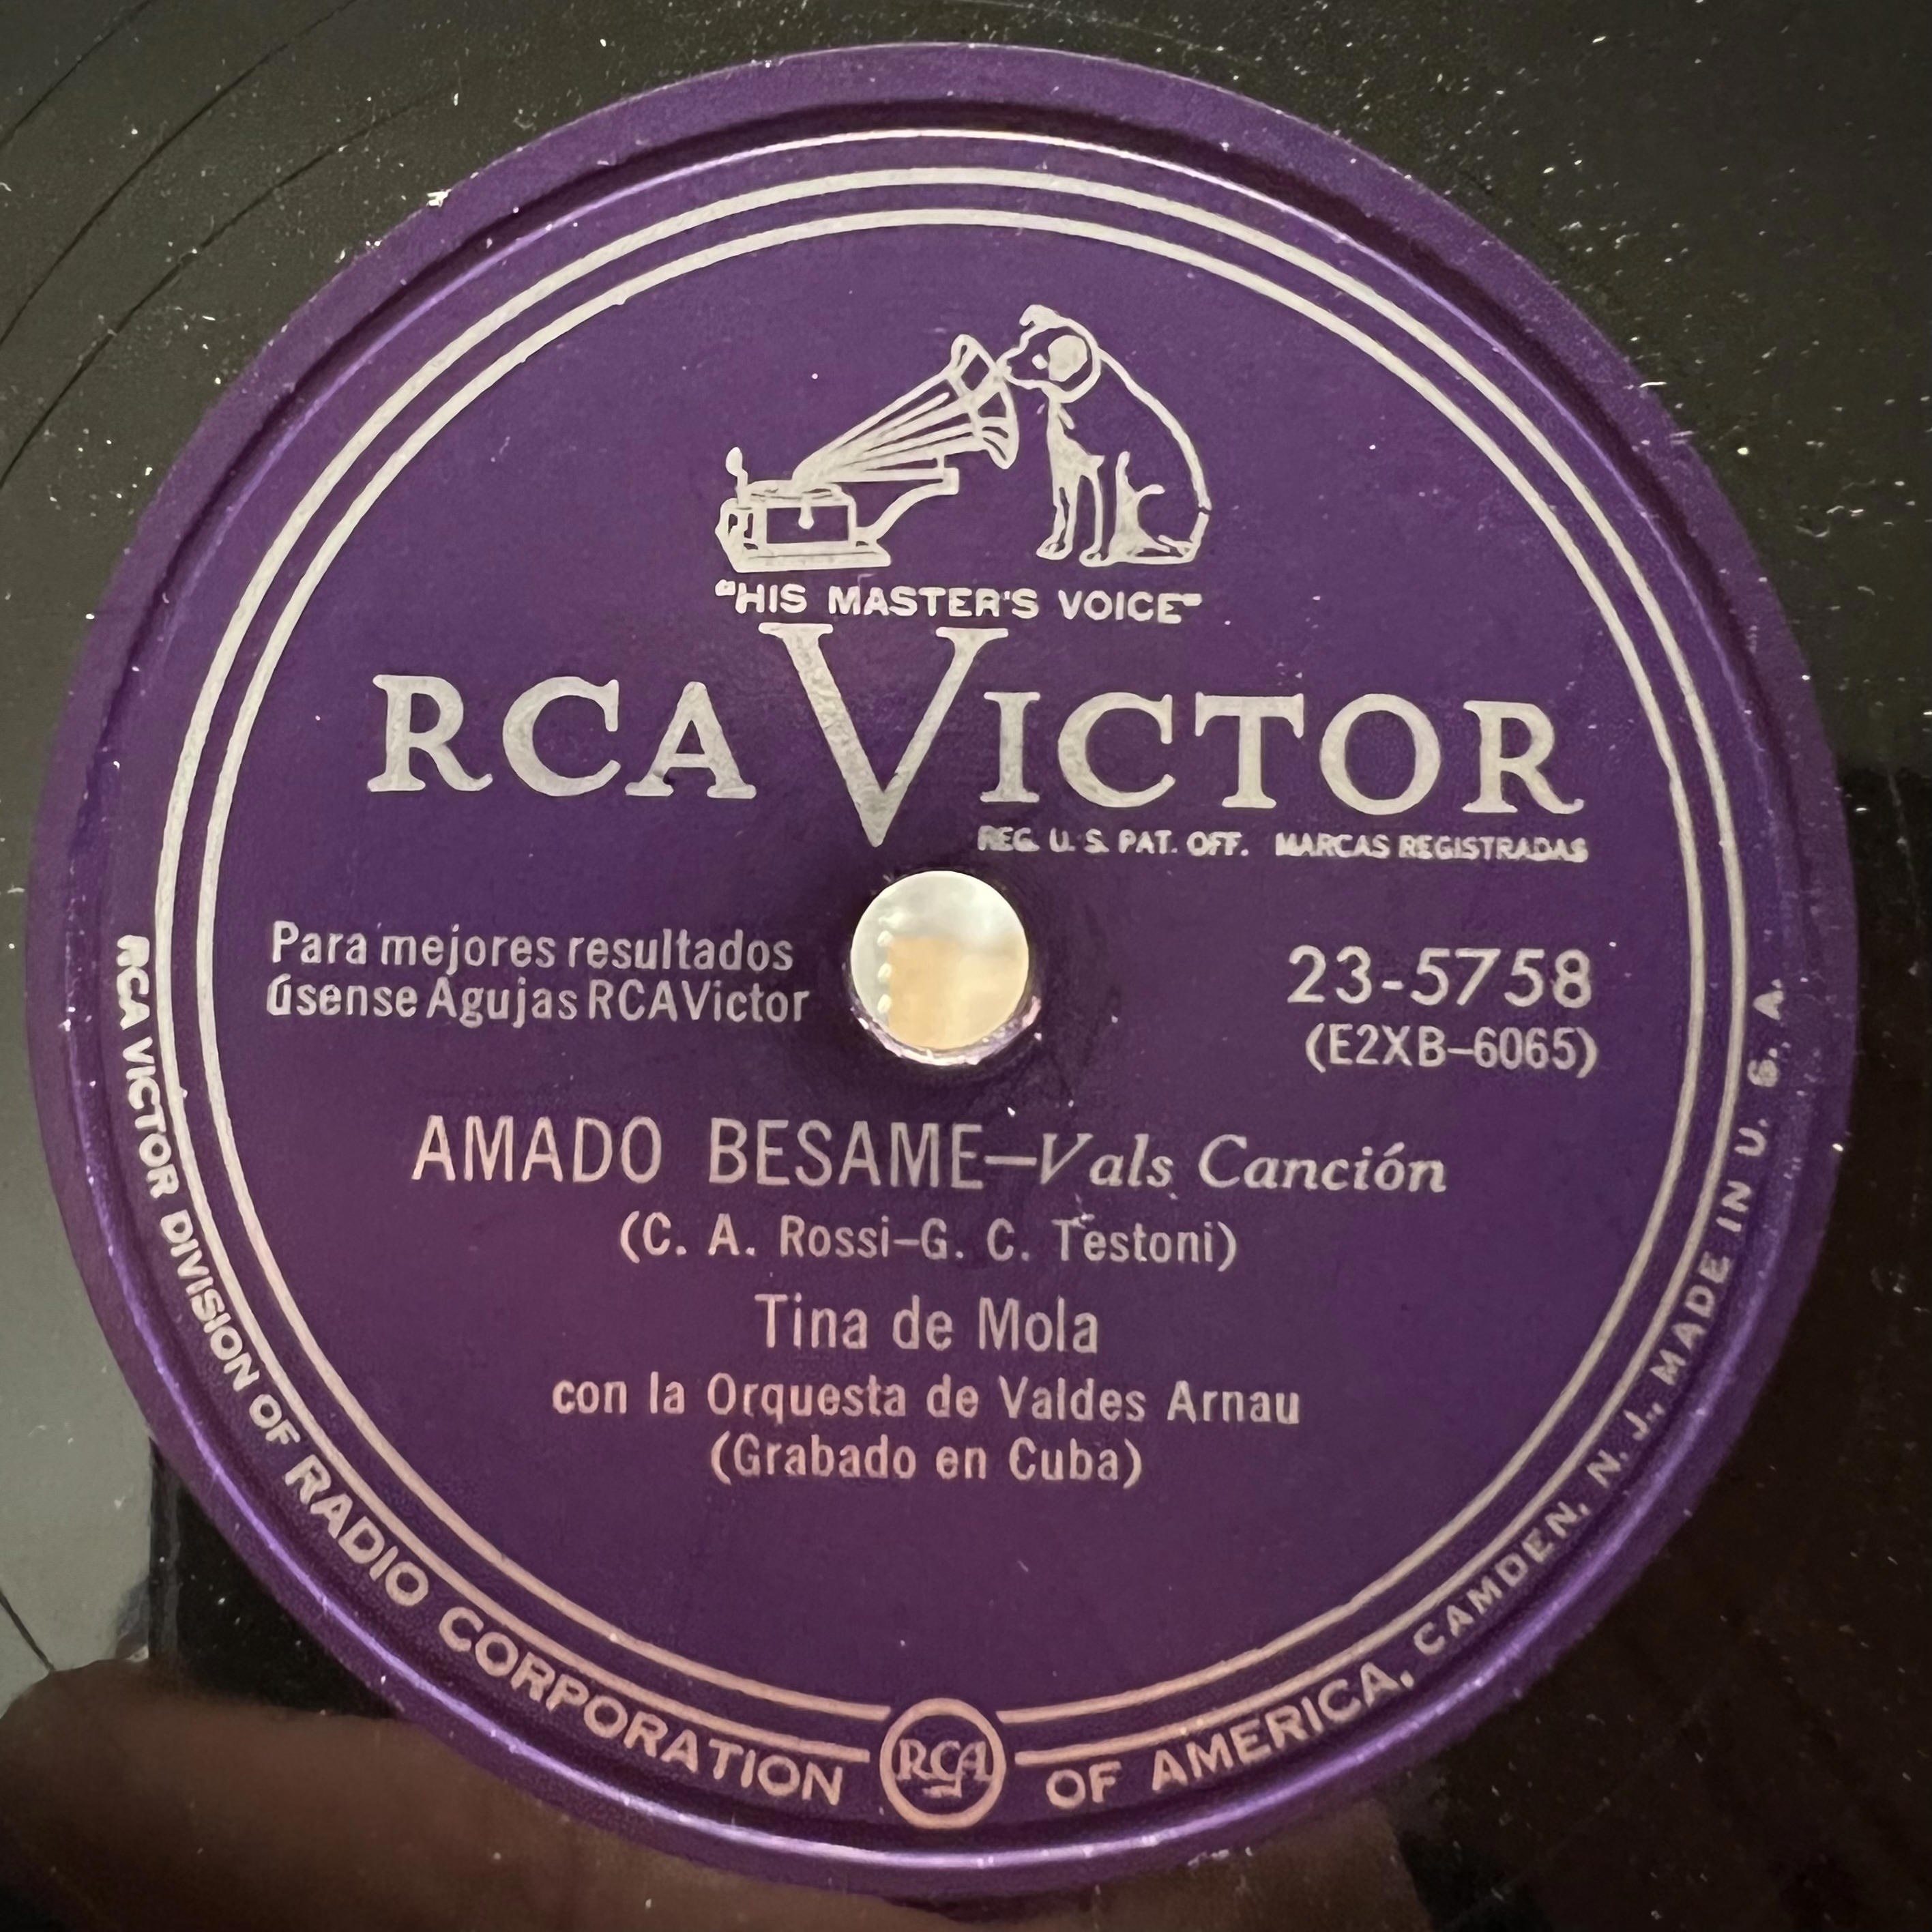 "HIS MASTER'S VOICE"
RCA VICTOR
REG. U. S. PAT. OFF. MARCAS REGISTRADAS
Para mejores resultados
úsense Agujas RCA Victor
23-5758
(E2XB-6065)
AMADO BESAME—Vals Canción
(C. A. Rossi-G. C. Testoni)
Tina de Mola
con la Orquesta de Valdes Arnau
(Grabado en Cuba)
RCA VICTOR DIVISION OF RADIO CORPORATION OF AMERICA, CAMDEN, N. J., MADE IN U. S. A.
RCA